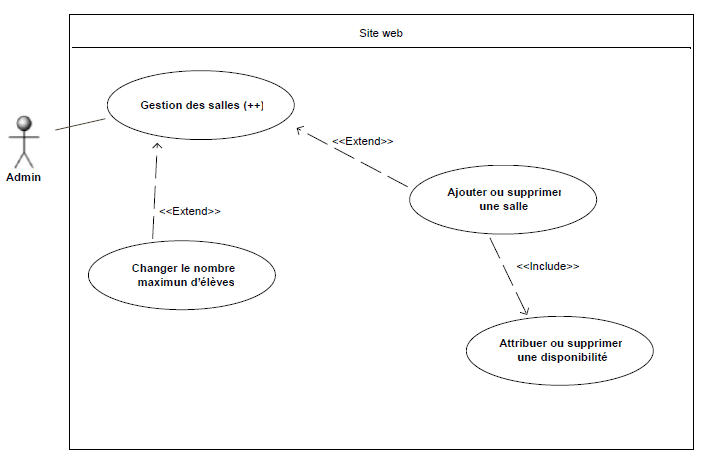 Site web
Gestion des salles (++)
<<Extend>>
Admin
Ajouter ou supprimer
une salle
<<Extend>>
Changer le nombre
maximun d'élèves
<<Include>>
Attribuer ou supprimer
une disponibilité